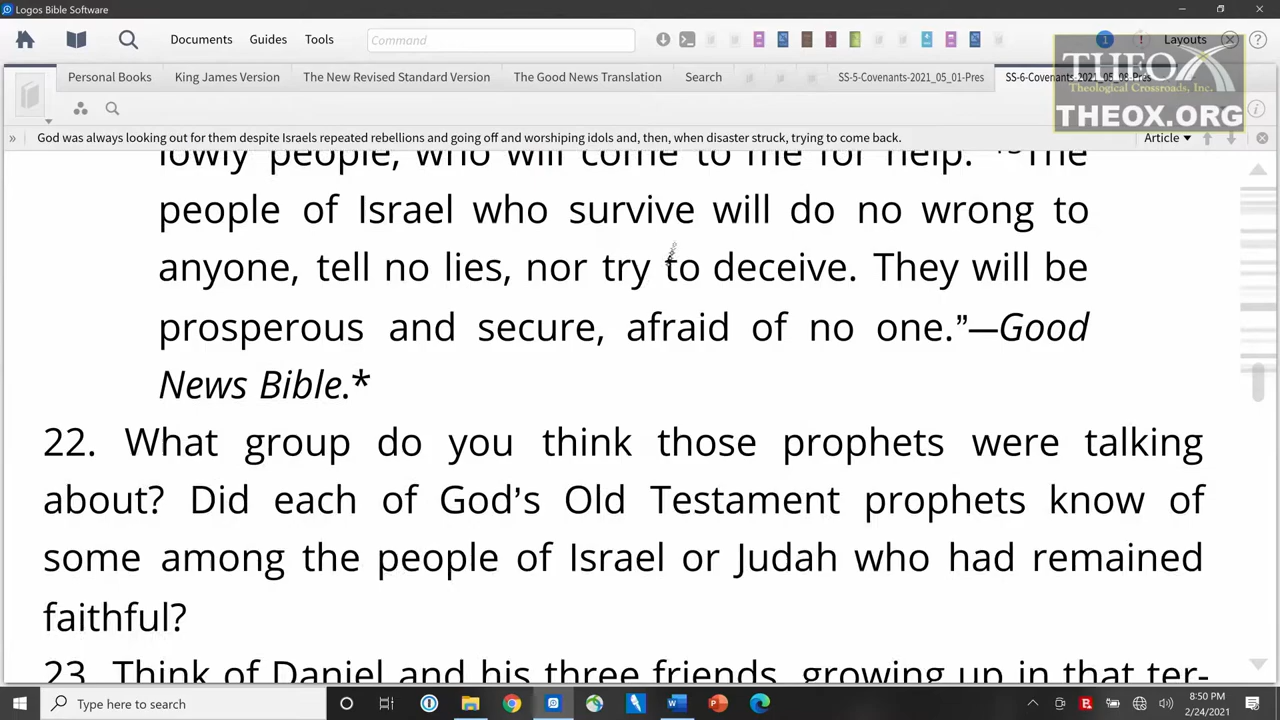 Logos Bible Software
Documents Guides Tools Command Layouts
Personal Books King James Version The New Revised Standard Version The Good News Translation Search SS-5-Covenants-2021_05_01-Pres SS-6-Covenants-2021_05_08-Pres
THEOX
Theological Crossroads, Inc.
THEOX.ORG
God was always looking out for them despite Israels repeated rebellions and going off and worshiping idols and, then, when disaster struck, trying to come back. Article
lowly people, who will come to me for help. 13The
people of Israel who survive will do no wrong to
anyone, tell no lies, nor try to deceive. They will be
prosperous and secure, afraid of no one.”—Good
News Bible.*
22. What group do you think those prophets were talking
about? Did each of God’s Old Testament prophets know of
some among the people of Israel or Judah who had remained
faithful?
23. Think of Daniel and his three friends, growing up in that ter-
Type here to search
8:50 PM
2/24/2021